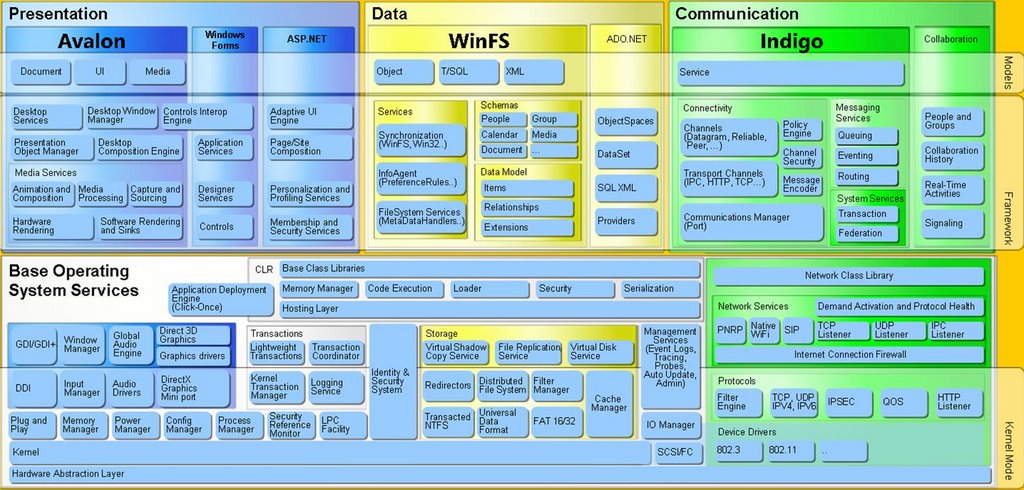 Presentation
Avalon
Windows
Forms
ASP.NET
Document
UI
Media
Desktop
Services
Desktop Window
Manager
Controls Interop
Engine
Adaptive UI
Engine
Presentation
Object Manager
Desktop
Composition Engine
Application
Services
Page/Site
Composition
Media Services
Animation and
Composition
Media
Processing
Capture and
Sourcing
Designer
Services
Personalization and
Profiling Services
Hardware
Rendering
Software Rendering
and Sinks
Controls
Membership and
Security Services
Data
WinFS
ADO.NET
Object
T/SQL
XML
Services
Synchronization
(WinFS, Win32..)
InfoAgent
(PreferenceRules..)
FileSystem Services
(MetaDataHandlers..)
Schemas
People
Group
Calendar
Media
Document
...
Data Model
Items
Relationships
Extensions
ObjectSpaces
DataSet
SQL XML
Providers
Communication
Indigo
Collaboration
Service
Connectivity
Channels
(Datagram, Reliable,
Peer, ...)
Policy
Engine
Channel
Security
Transport Channels
(IPC, HTTP, TCP...)
Message
Encoder
Communications Manager
(Port)
Messaging
Services
Queuing
Eventing
Routing
System Services
Transaction
Federation
People and
Groups
Collaboration
History
Real-Time
Activities
Signaling
Models
Framework
Base Operating
System Services
CLR
Base Class Libraries
Application Deployment
Engine
(Click-Once)
Memory Manager
Code Execution
Loader
Security
Serialization
Hosting Layer
GDI/GDI+
Window
Manager
Global
Audio
Engine
Direct 3D
Graphics
Graphics drivers
DDI
Input
Manager
Audio
Drivers
DirectX
Graphics
Mini port
Transactions
Lightweight
Transactions
Transaction
Coordinator
Kernel
Transaction
Manager
Logging
Service
Identity &
Security
System
Storage
Virtual Shadow
Copy Service
File Replication
Service
Virtual Disk
Service
Redirectors
Distributed
File System
Filter
Manager
Cache
Manager
Transacted
NTFS
Universal
Data
Format
FAT 16/32
Management
Services
(Event Logs,
Tracing,
Probes,
Auto Update,
Admin)
IO Manager
Plug and
Play
Memory
Manager
Power
Manager
Config
Manager
Process
Manager
Security
Reference
Monitor
LPC
Facility
Kernel
SCSI/FC
Hardware Abstraction Layer
Network Class Library
Network Services
Demand Activation and Protocol Health
PNRP
Native
WiFi
SIP
TCP
Listener
UDP
Listener
IPC
Listener
Internet Connection Firewall
Protocols
Filter
Engine
TCP, UDP
IPV4, IPV6
IPSEC
QOS
HTTP
Listener
Device Drivers
802.3
802.11
..
Kernel Mode